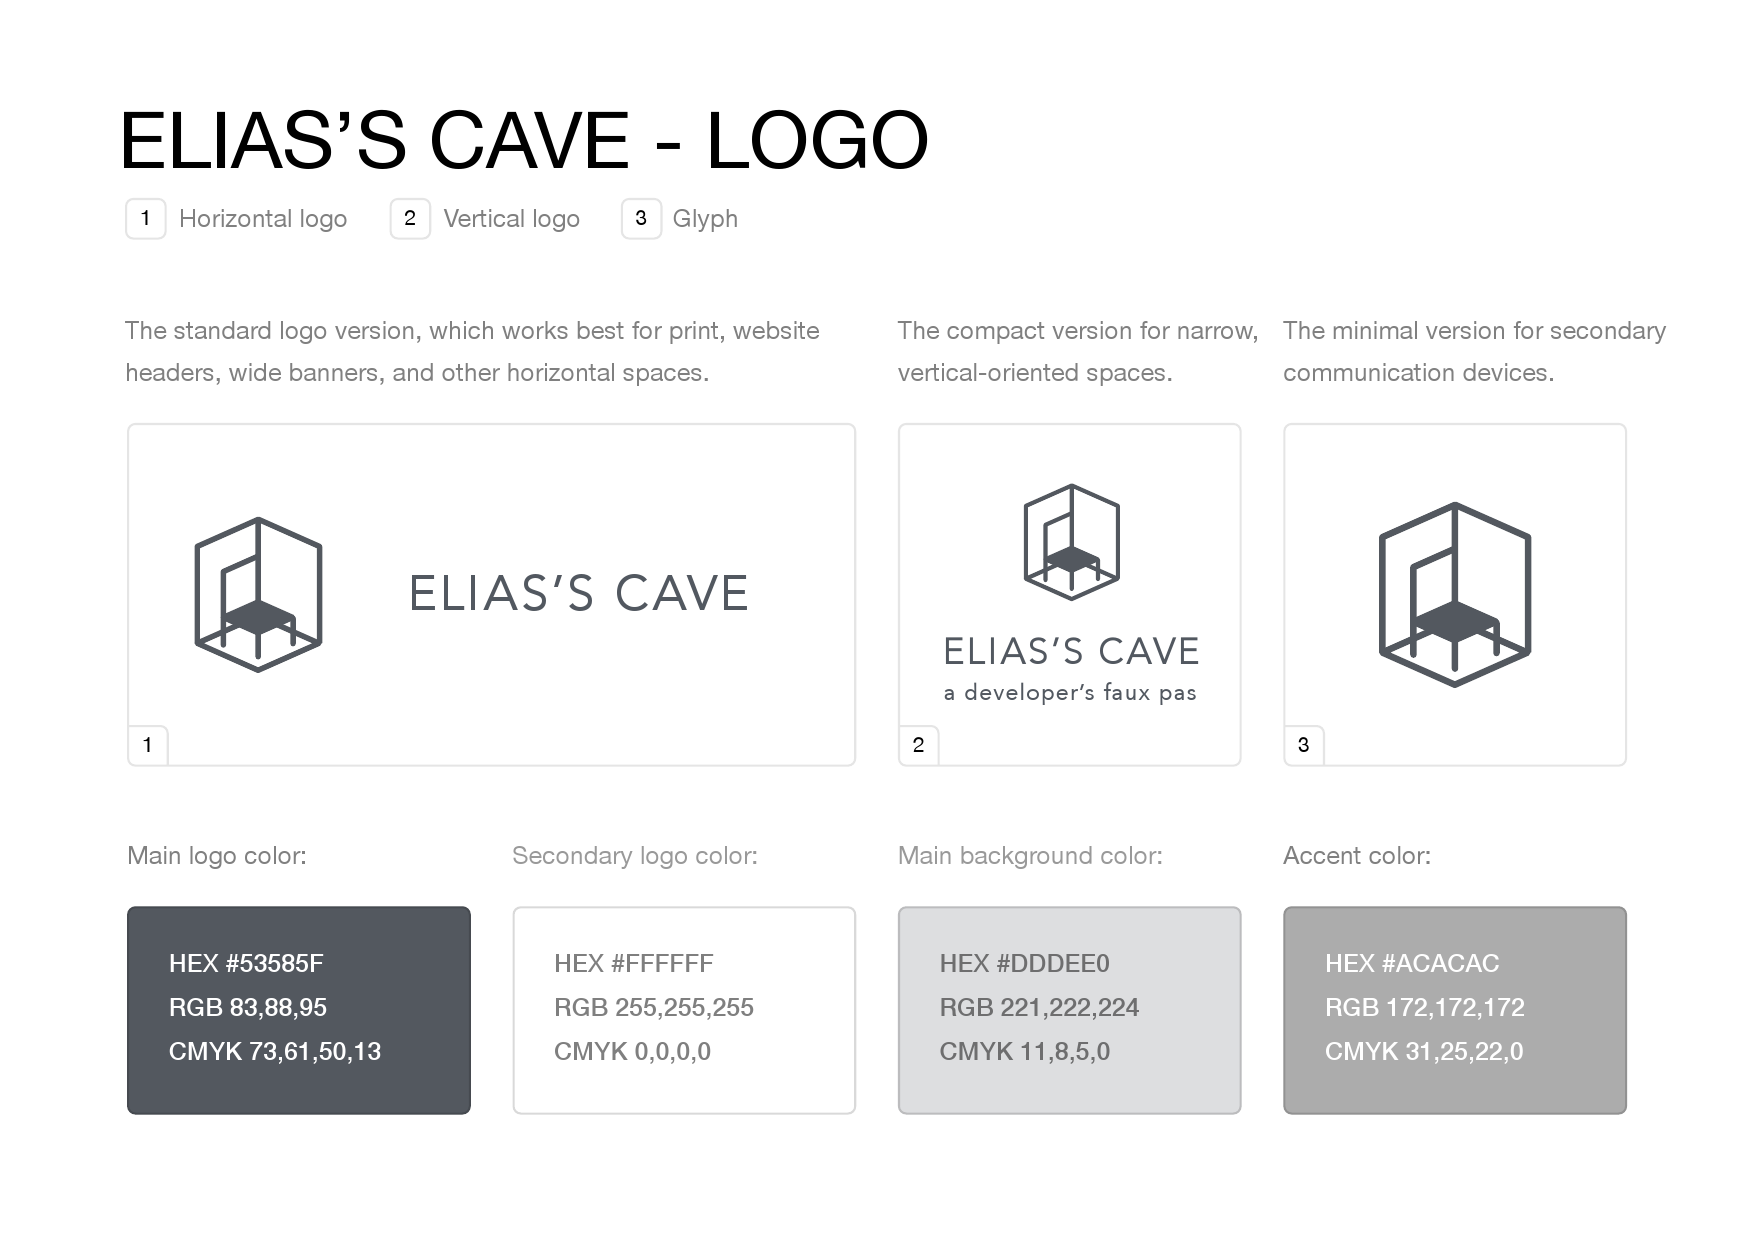 ELIAS’S CAVE - LOGO
1 Horizontal logo 2 Vertical logo 3 Glyph
The standard logo version, which works best for print, website
headers, wide banners, and other horizontal spaces.
The compact version for narrow,
vertical-oriented spaces.
The minimal version for secondary
communication devices.
ELIAS’S CAVE
1
ELIAS’S CAVE
a developer’s faux pas
2
3
Main logo color:
HEX #53585F
RGB 83,88,95
CMYK 73,61,50,13
Secondary logo color:
HEX #FFFFFF
RGB 255,255,255
CMYK 0,0,0,0
Main background color:
HEX #DDDEE0
RGB 221,222,224
CMYK 11,8,5,0
Accent color:
HEX #ACACAC
RGB 172,172,172
CMYK 31,25,22,0